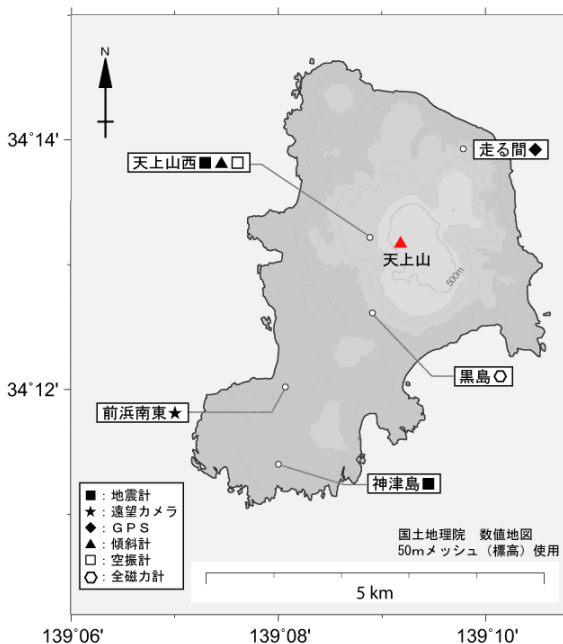 N
34°14'
走る間◆
天上山西■▲□
天上山
500m
黒島⬡
34°12'
前浜南東★
神津島■
■：地震計
★：遠望カメラ
◆：ＧＰＳ
▲：傾斜計
□：空振計
⬡：全磁力計
国土地理院　数値地図
50mメッシュ（標高）使用
5 km
139°06'
139°08'
139°10'